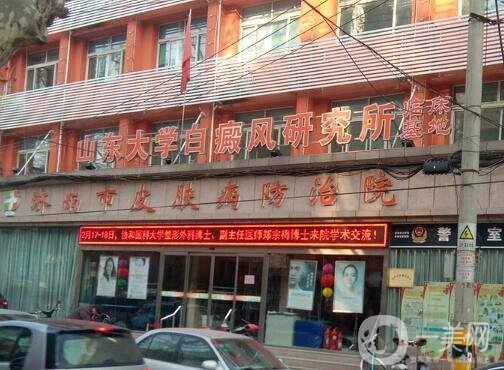 山东大学白癜风研究所 临床
基地
济南市皮肤病防治院
2月17-18日，协和医科大学整形外科博士、副主任医师郑宗梅博士来院学术交流！
警 室
一美网